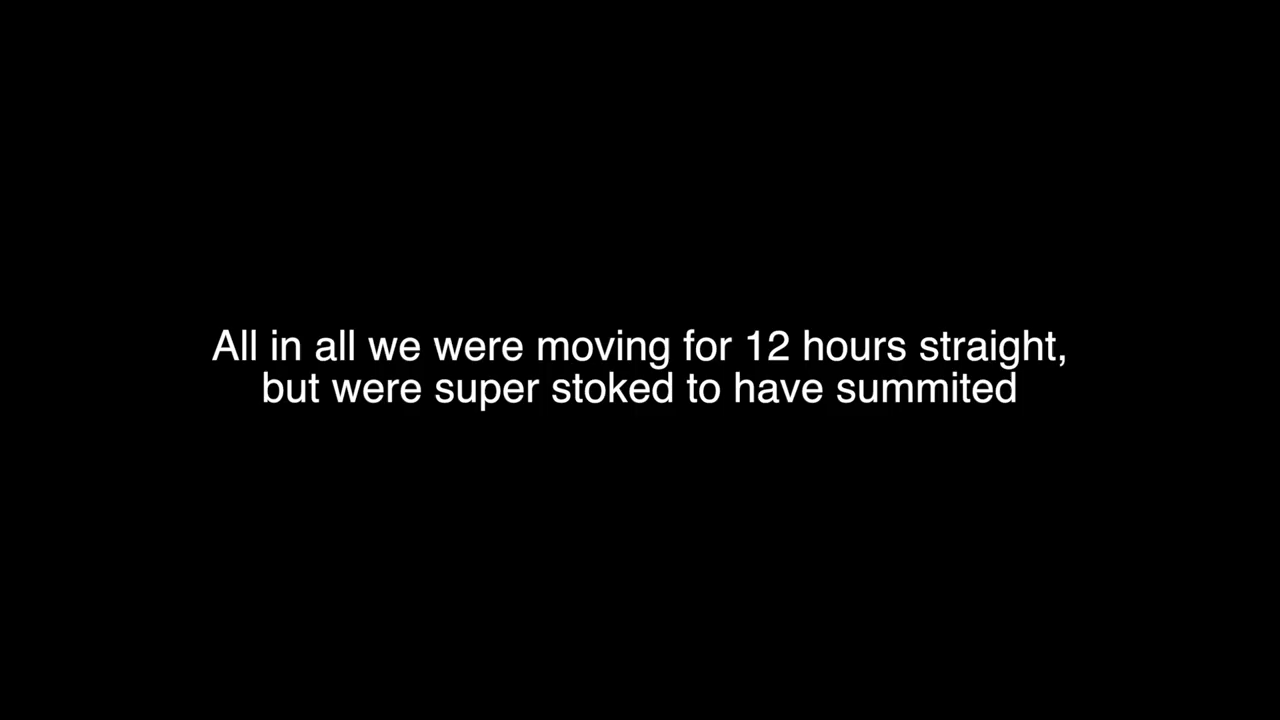 All in all we were moving for 12 hours straight,
but were super stoked to have summited